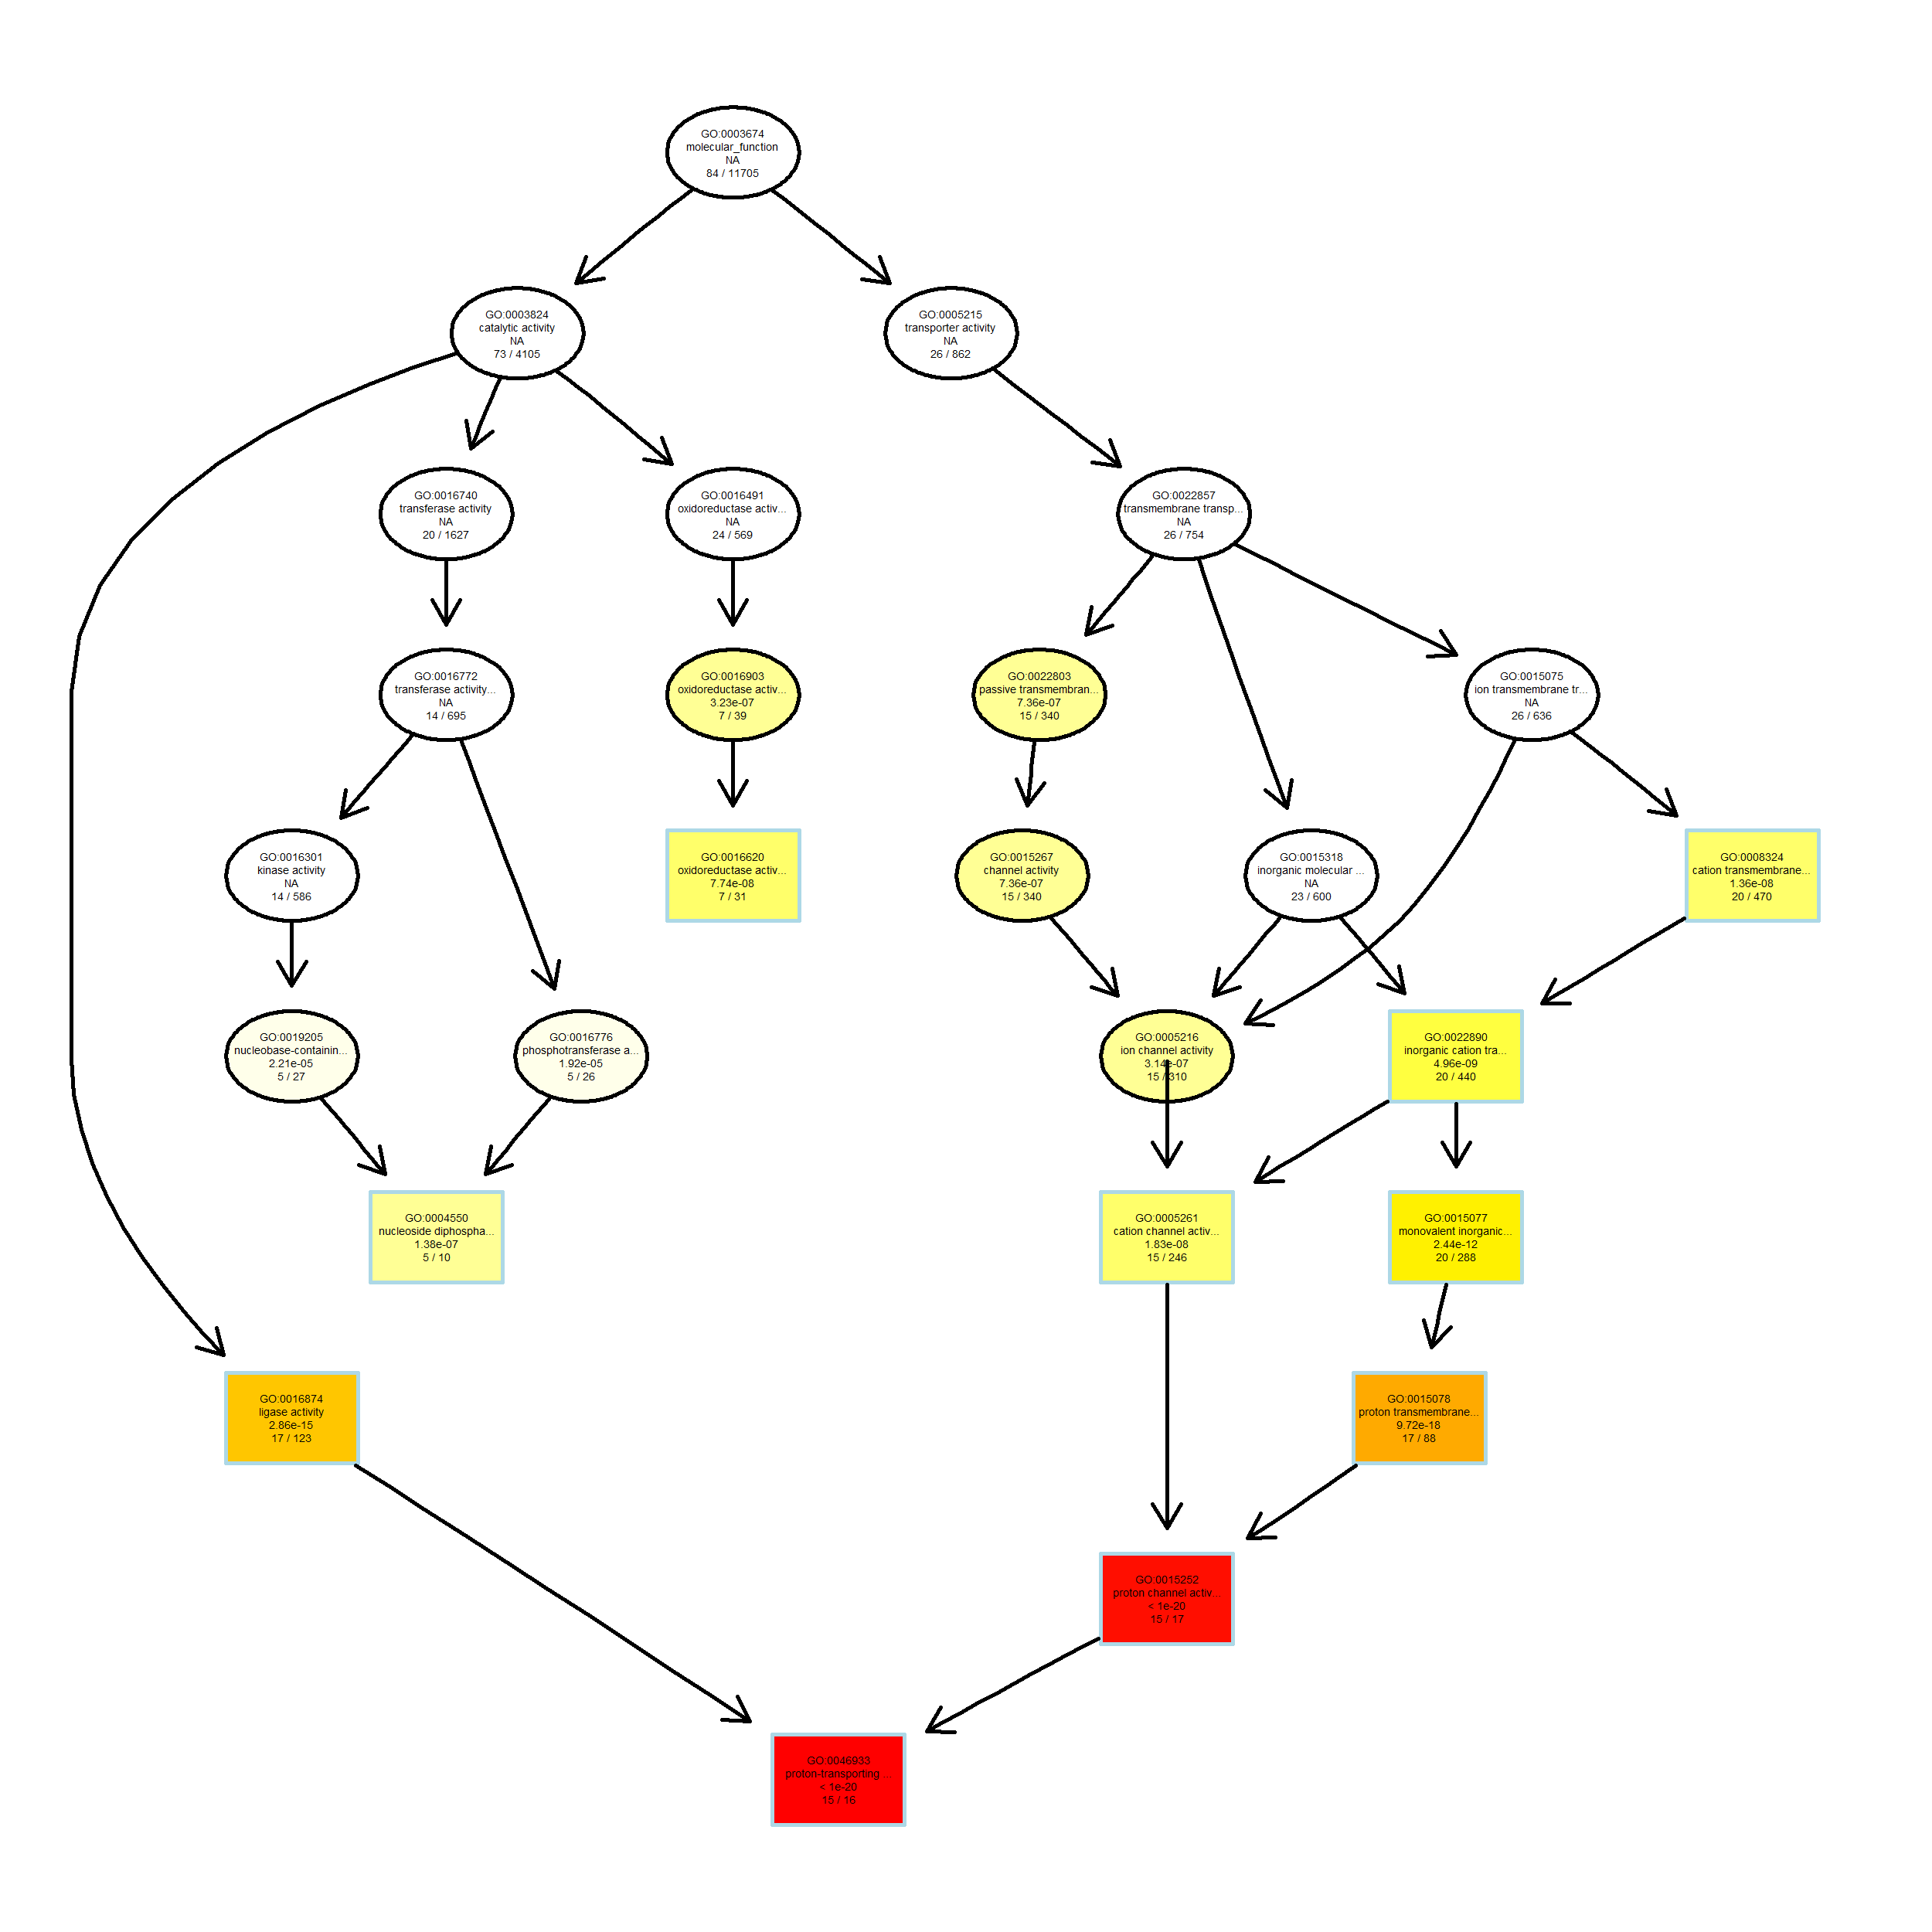 GO:0003674
molecular_function
NA
84 / 11705
GO:0003824
catalytic activity
NA
73 / 4105
GO:0005215
transporter activity
NA
26 / 862
GO:0016740
transferase activity
NA
20 / 1627
GO:0016491
oxidoreductase activ...
NA
24 / 569
GO:0022857
transmembrane transp...
NA
26 / 754
GO:0016772
transferase activity...
NA
14 / 695
GO:0016903
oxidoreductase activ...
3.23e-07
7 / 39
GO:0022803
passive transmembran...
7.36e-07
15 / 340
GO:0015075
ion transmembrane tr...
NA
26 / 636
GO:0016301
kinase activity
NA
14 / 586
GO:0016620
oxidoreductase activ...
7.74e-08
7 / 31
GO:0015267
channel activity
7.36e-07
15 / 340
GO:0015318
inorganic molecular ...
NA
23 / 600
GO:0008324
cation transmembrane...
1.36e-08
20 / 470
GO:0019205
nucleobase-containin...
2.21e-05
5 / 27
GO:0016776
phosphotransferase a...
1.92e-05
5 / 26
GO:0005216
ion channel activity
3.14e-07
15 / 310
GO:0022890
inorganic cation tra...
4.96e-09
20 / 440
GO:0004550
nucleoside diphospha...
1.38e-07
5 / 10
GO:0005261
cation channel activ...
1.83e-08
15 / 246
GO:0015077
monovalent inorganic...
2.44e-12
20 / 288
GO:0016874
ligase activity
2.86e-15
17 / 123
GO:0015078
proton transmembrane...
9.72e-18
17 / 88
GO:0015252
proton channel activ...
< 1e-20
15 / 17
GO:0046933
proton-transporting ...
< 1e-20
15 / 16